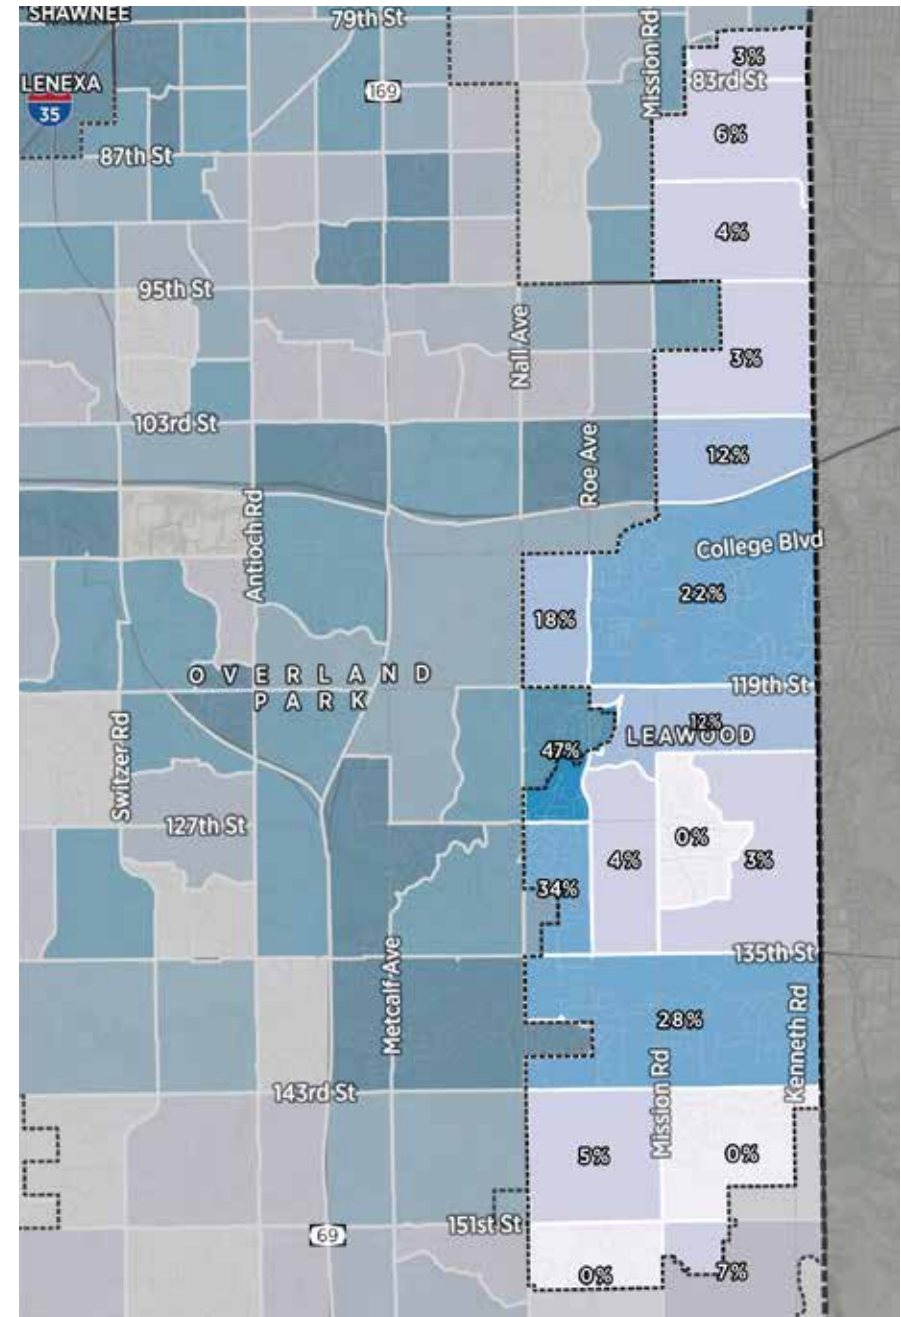 SHAWNEE
79th St
Mission Rd
3%
LENEXA
35
169
83rd St
87th St
6%
4%
95th St
Nall Ave
3%
103rd St
Roe Ave
12%
Antioch Rd
College Blvd
22%
18%
OVERLAND
PARK
119th St
Switzer Rd
12%
LEAWOOD
47%
127th St
0%
4%
3%
34%
Metcalf Ave
135th St
28%
Kenneth Rd
Mission Rd
143rd St
5%
0%
151st St
69
0%
7%